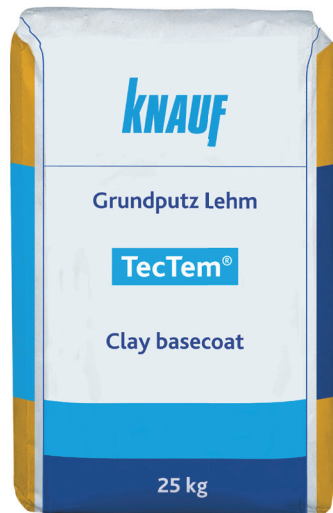 KNAUF
Grundputz Lehm
TecTem®
Clay basecoat
25 kg